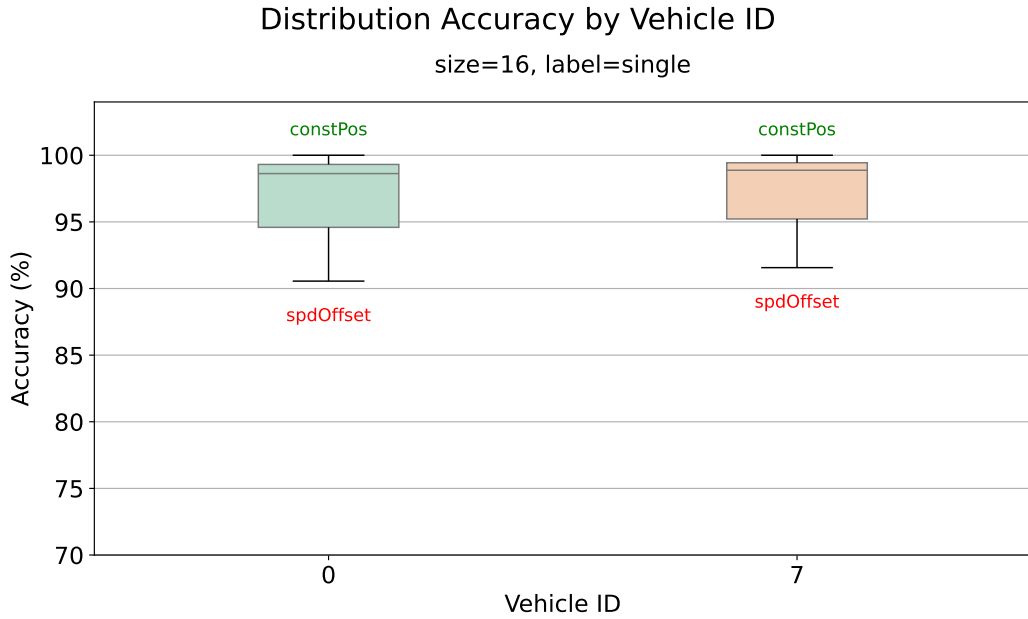 Distribution Accuracy by Vehicle ID
size=16, label=single
constPos
constPos
100
95
90
spdOffset
spdOffset
85
80
75
70
Accuracy (%)
0
7
Vehicle ID